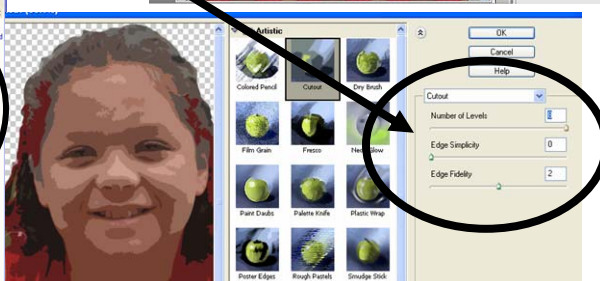 Artistic
Colored Pencil
Cutout
Dry Brush
Film Grain
Fresco
Glow
Paint Daubs
Palette Knife
Plastic Wrap
Poster Edges
Rough Pastels
Smudge Stick
OK
Cancel
Help
Cutout
Number of Levels
Edge Simplicity 0
Edge Fidelity 2